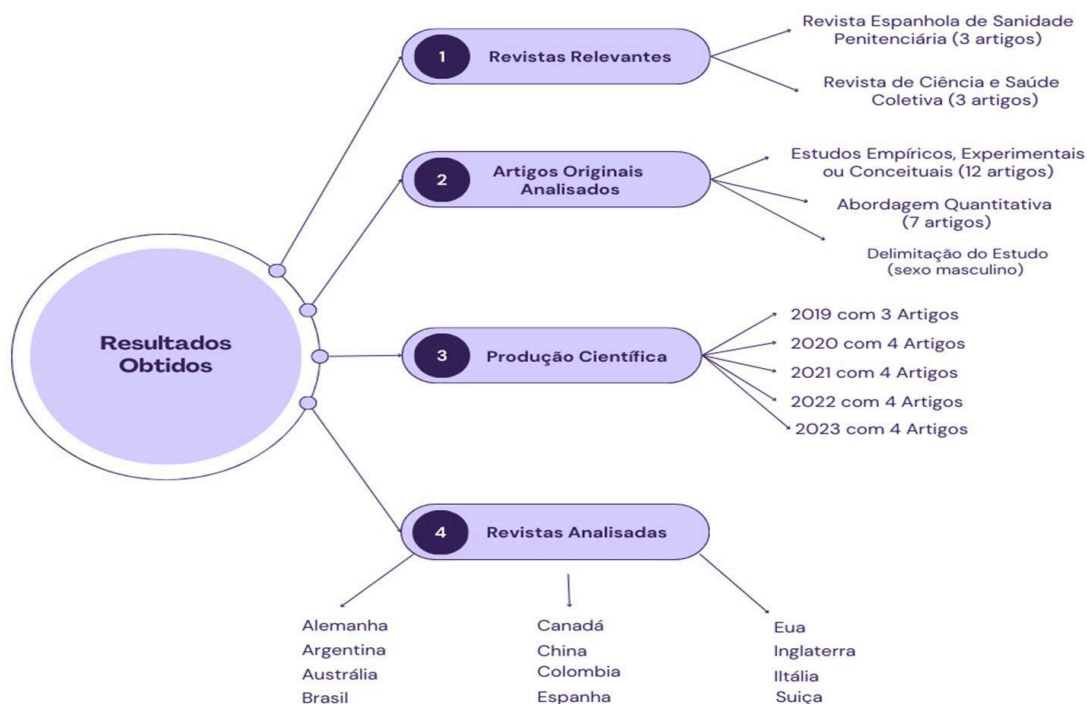 Resultados
Obtidos
1
Revistas Relevantes
Revista Espanhola de Sanidade
Penitenciária (3 artigos)
Revista de Ciência e Saúde
Coletiva (3 artigos)
2
Artigos Originais
Analisados
Estudos Empíricos, Experimentais
ou Conceituais (12 artigos)
Abordagem Quantitativa
(7 artigos)
Delimitação do Estudo
(sexo masculino)
3
Produção Científica
2019 com 3 Artigos
2020 com 4 Artigos
2021 com 4 Artigos
2022 com 4 Artigos
2023 com 4 Artigos
4
Revistas Analisadas
Alemanha
Argentina
Austrália
Brasil
Canadá
China
Colombia
Espanha
Eua
Inglaterra
IItália
Suiça